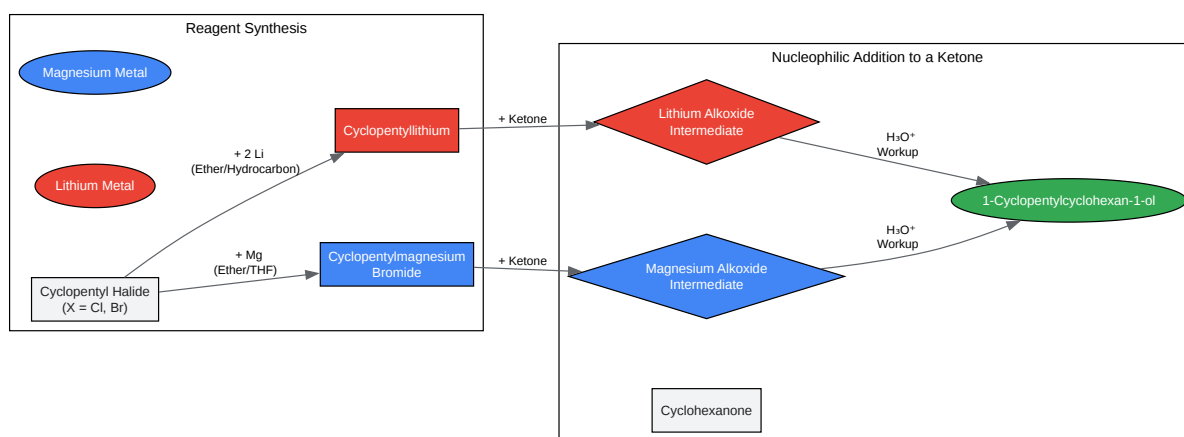 Reagent Synthesis
Magnesium Metal
Lithium Metal
Cyclopentyl Halide
(X = Cl, Br)
+ 2 Li
(Ether/Hydrocarbon)
+ Mg
(Ether/THF)
Cyclopentyllithium
Cyclopentylmagnesium
Bromide
+ Ketone
+ Ketone
Nucleophilic Addition to a Ketone
Lithium Alkoxide
Intermediate
Magnesium Alkoxide
Intermediate
H₃O⁺
Workup
H₃O⁺
Workup
1-Cyclopentylcyclohexan-1-ol
Cyclohexanone